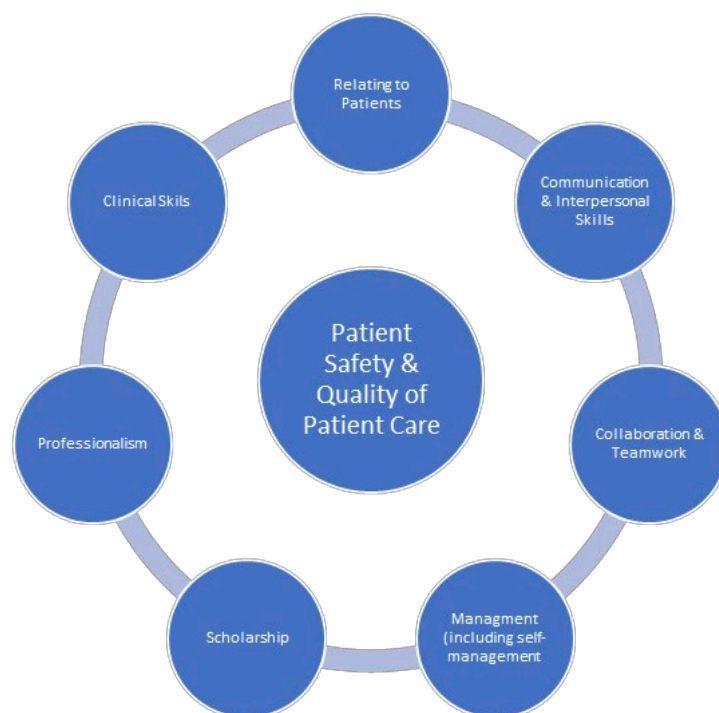 Relating to
Patients
Communication
& Interpersonal
Skills
Collaboration &
Teamwork
Managment
(including self-
management
Scholarship
Professionalism
Clinical Skils
Patient
Safety &
Quality of
Patient Care